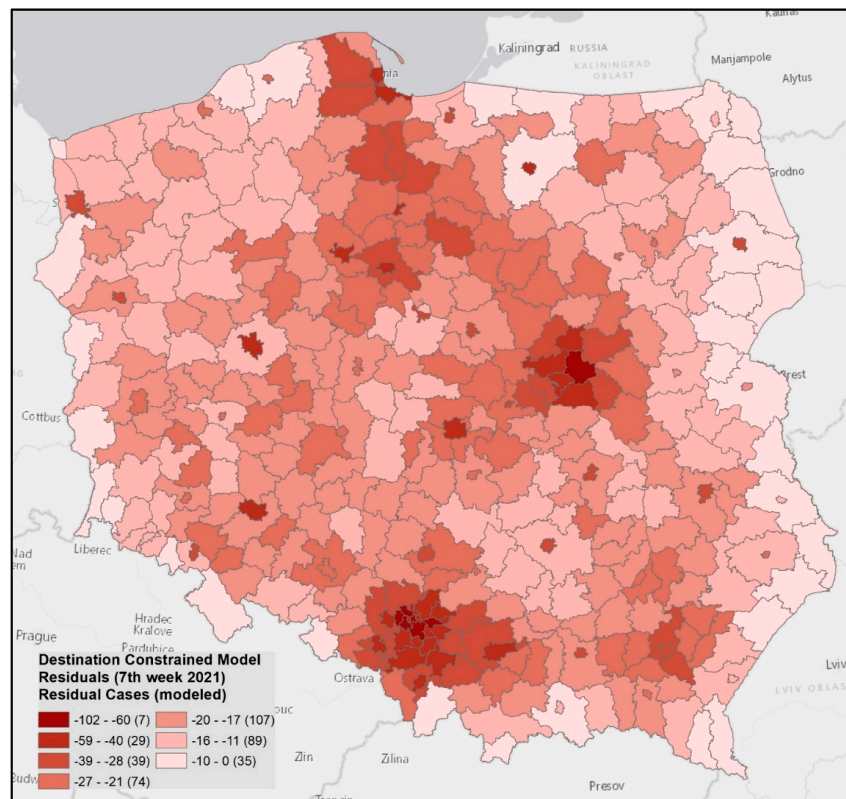 Kaunas
Kaliningrad
RUSSIA
Marijampole
KALININGRAD
OBLAST
Alytus
Grodno
Brest
Cottbus
Liberec
Nad
Hradec
Kralove
Prague
Pardubice
Ostrava
Lviv
LVIV OBLAS
Zlin
Zilina
Presov
Destination Constrained Model
Residuals (7th week 2021)
Residual Cases (modeled)
-102 - -60 (7)
-20 - -17 (107)
-59 - -40 (29)
-16 - -11 (89)
-39 - -28 (39)
-10 - 0 (35)
-27 - -21 (74)